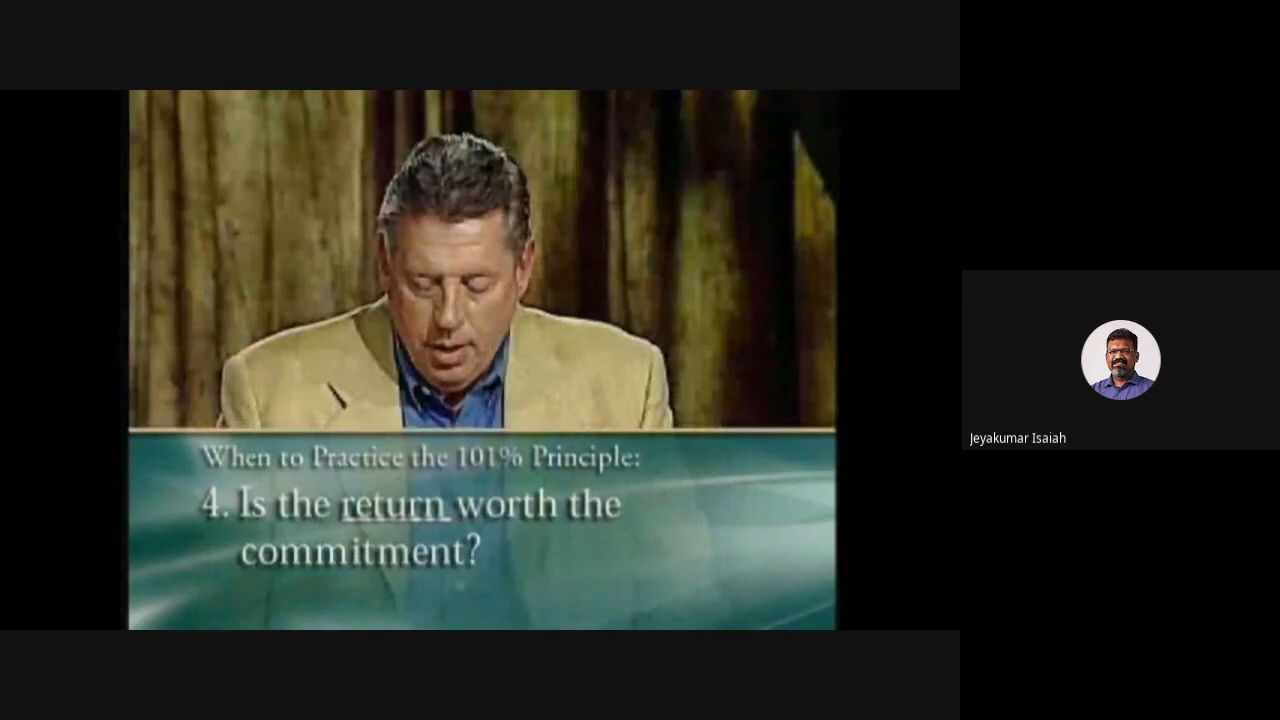 When to Practice the 101% Principle:
4. Is the return worth the
commitment?
Jeyakumar Isaiah